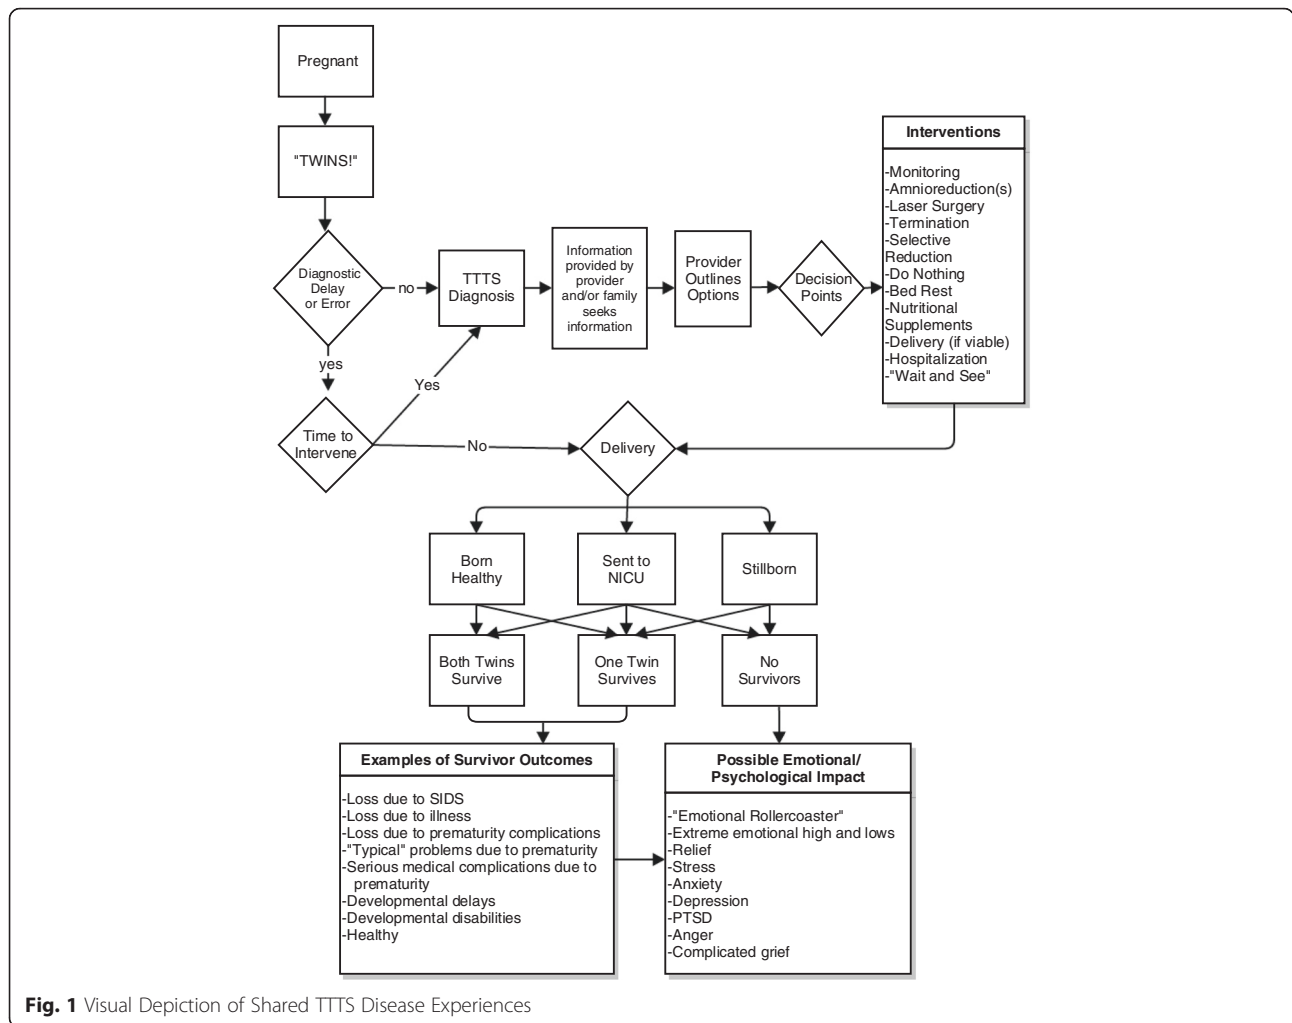 Pregnant
"TWINS!"
Diagnostic
Delay
or Error
no
yes
Time to
Intervene
Yes
No
TTTS
Diagnosis
Information
provided by
provider
and/or family
seeks
information
Provider
Outlines
Options
Decision
Points
Interventions
-Monitoring
-Amnioreduction(s)
-Laser Surgery
-Termination
-Selective
Reduction
-Do Nothing
-Bed Rest
-Nutritional
Supplements
-Delivery (if viable)
-Hospitalization
-"Wait and See"
Delivery
Born
Healthy
Sent to
NICU
Stillborn
Both Twins
Survive
One Twin
Survives
No
Survivors
Examples of Survivor Outcomes
-Loss due to SIDS
-Loss due to illness
-Loss due to prematurity complications
-"Typical" problems due to prematurity
-Serious medical complications due to
prematurity
-Developmental delays
-Developmental disabilities
-Healthy
Possible Emotional/
Psychological Impact
-"Emotional Rollercoaster"
-Extreme emotional high and lows
-Relief
-Stress
-Anxiety
-Depression
-PTSD
-Anger
-Complicated grief
Fig. 1 Visual Depiction of Shared TTTS Disease Experiences